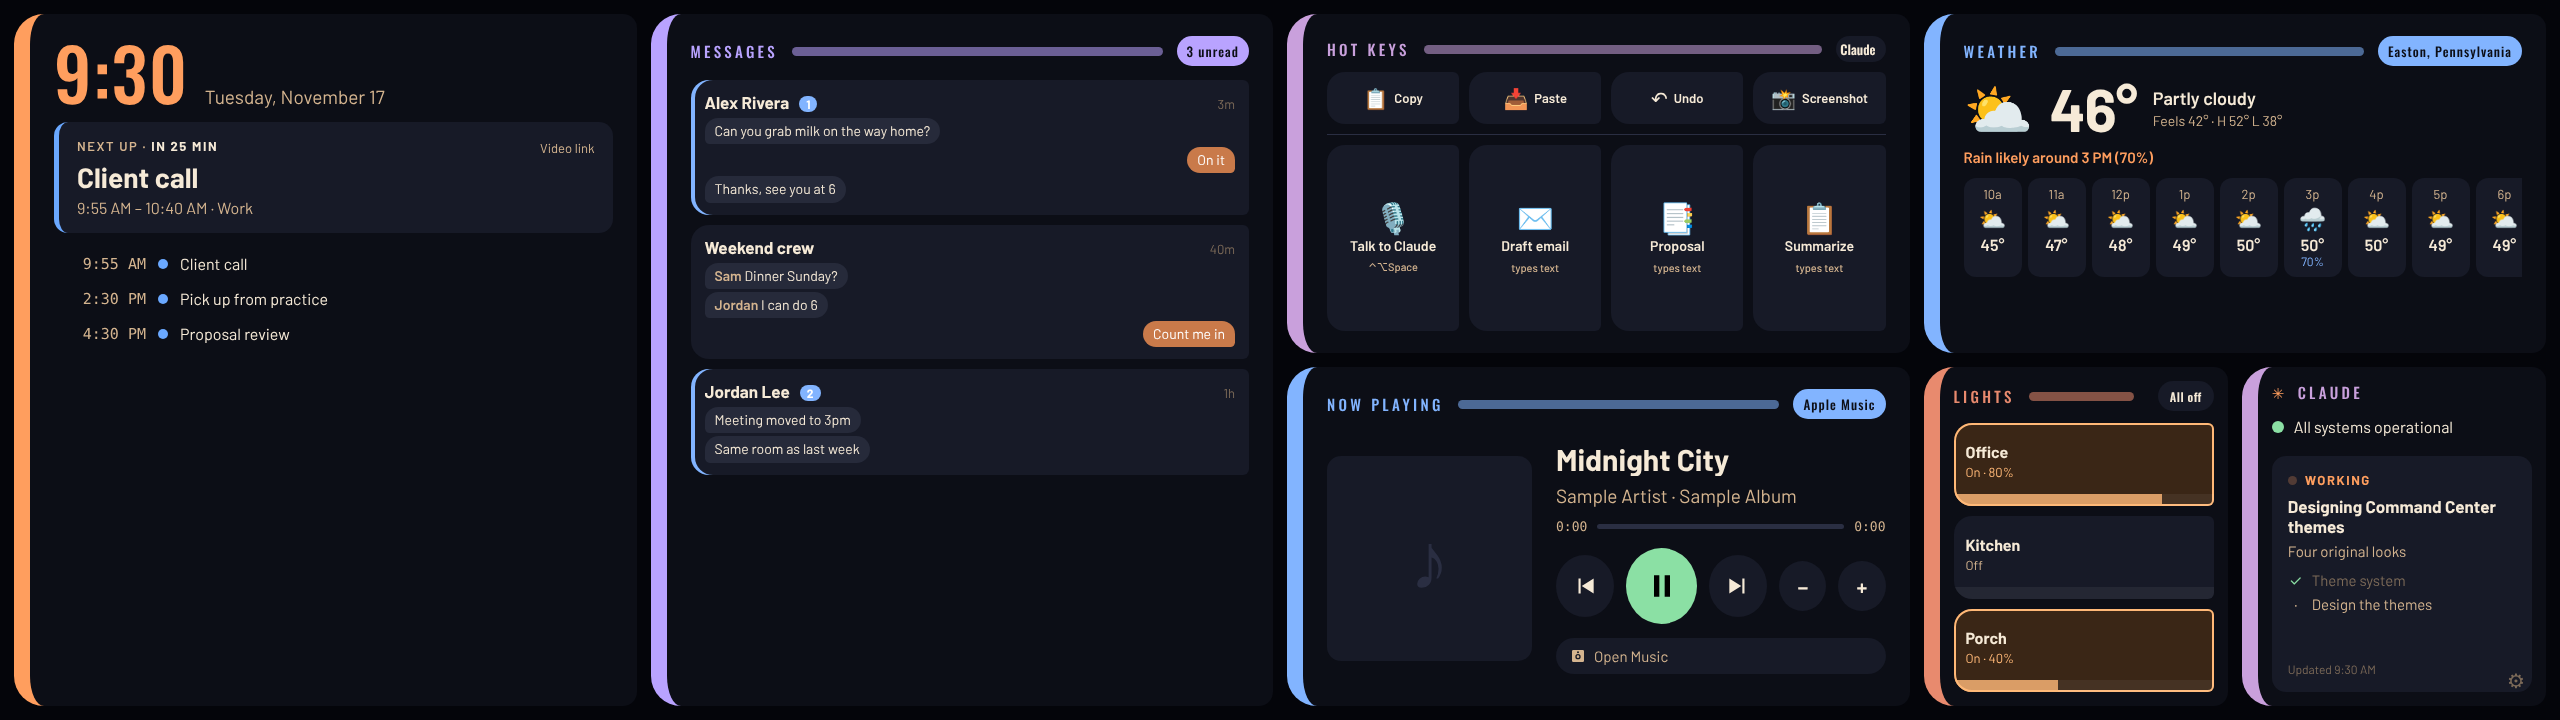 9:30
Tuesday, November 17
NEXT UP · IN 25 MIN
Video link
Client call
9:55 AM – 10:40 AM · Work
9:55 AM Client call
2:30 PM Pick up from practice
4:30 PM Proposal review
MESSAGES
3 unread
Alex Rivera 1
3m
Can you grab milk on the way home?
On it
Thanks, see you at 6
Weekend crew
40m
Sam Dinner Sunday?
Jordan I can do 6
Count me in
Jordan Lee 2
1h
Meeting moved to 3pm
Same room as last week
HOT KEYS
Claude
Copy
Paste
Undo
Screenshot
Talk to Claude
^⌥Space
Draft email
types text
Proposal
types text
Summarize
types text
NOW PLAYING
Apple Music
Midnight City
Sample Artist · Sample Album
0:00
0:00
Open Music
WEATHER
Easton, Pennsylvania
46°
Partly cloudy
Feels 42° · H 52° L 38°
Rain likely around 3 PM (70%)
10a
45°
11a
47°
12p
48°
1p
49°
2p
50°
3p
50°
70%
4p
50°
5p
49°
6p
49°
LIGHTS
All off
Office
On · 80%
Kitchen
Off
Porch
On · 40%
CLAUDE
All systems operational
WORKING
Designing Command Center
themes
Four original looks
✓ Theme system
· Design the themes
Updated 9:30 AM